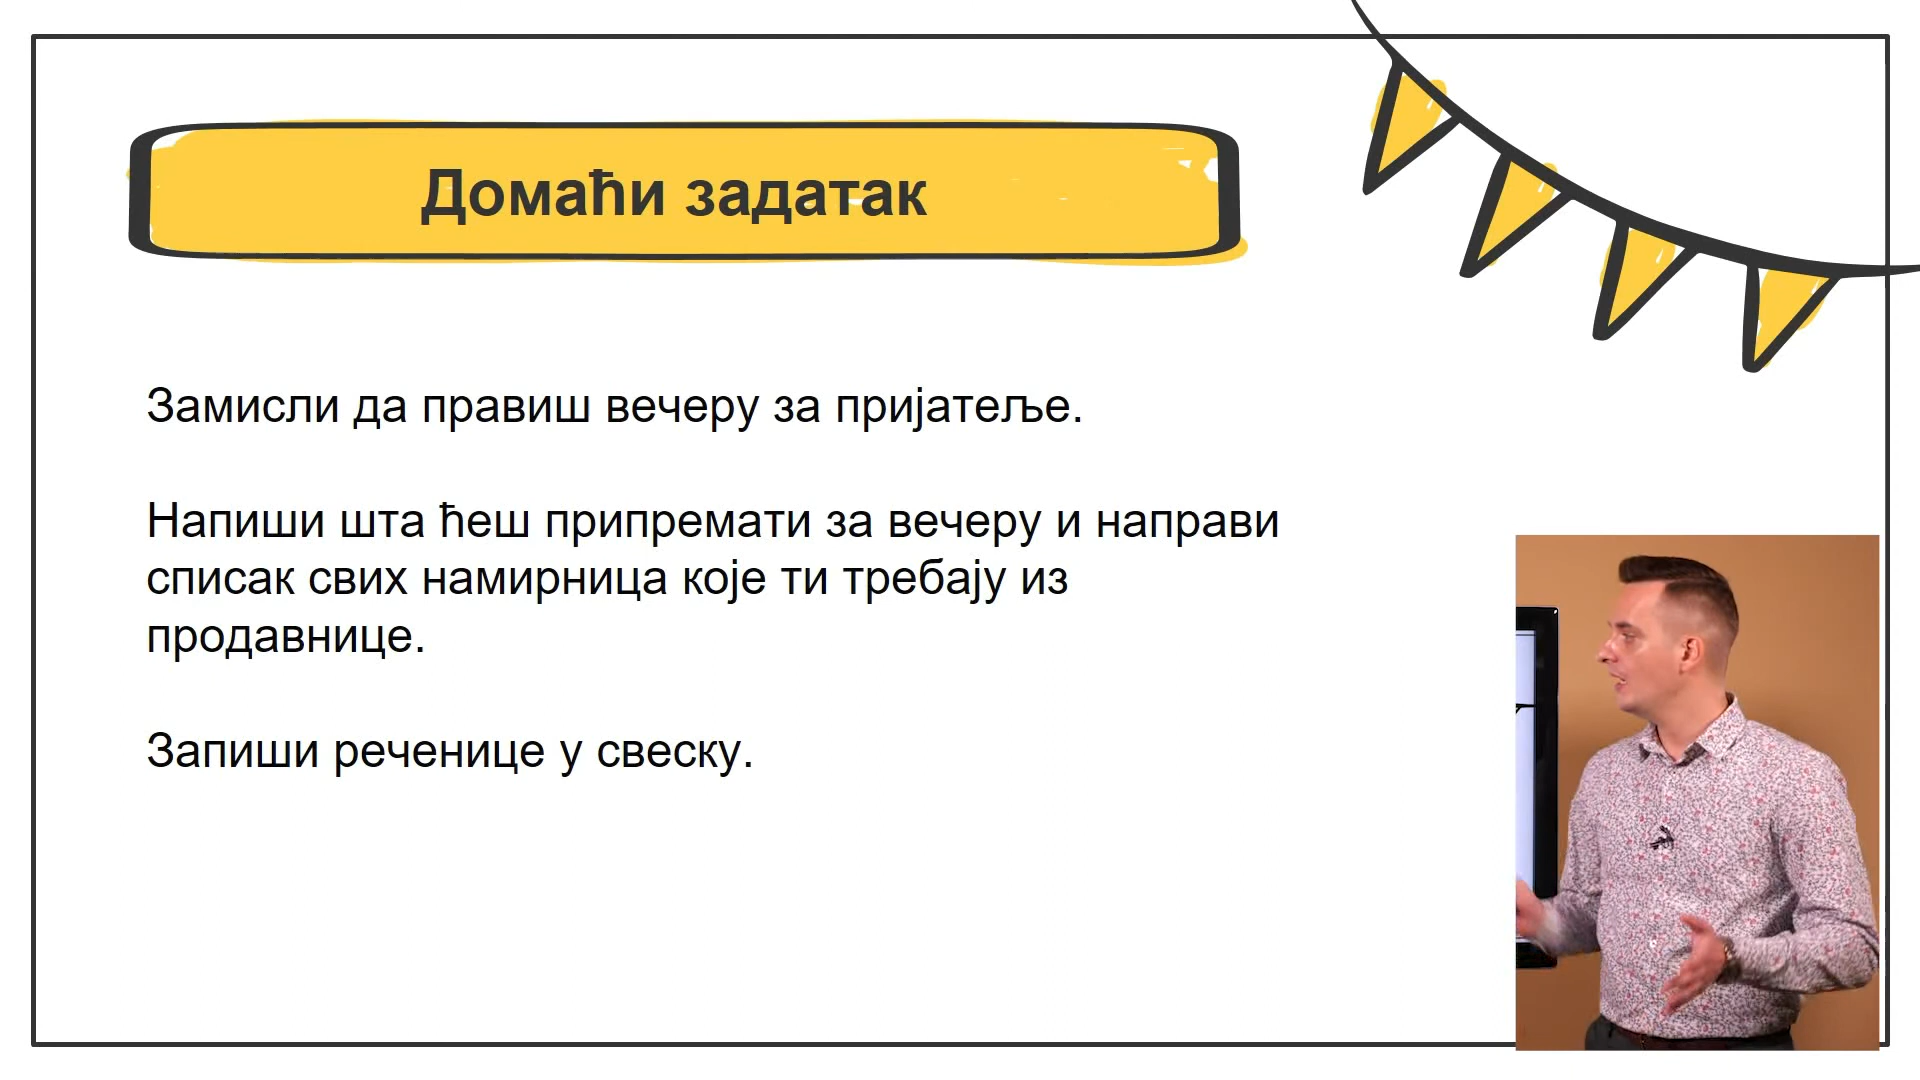 Домаћи задатак
Замисли да правиш вечеру за пријатеље.
Напиши шта ћеш припремати за вечеру и направи
списак свих намирница које ти требају из
продавнице.
Запиши реченице у свеску.